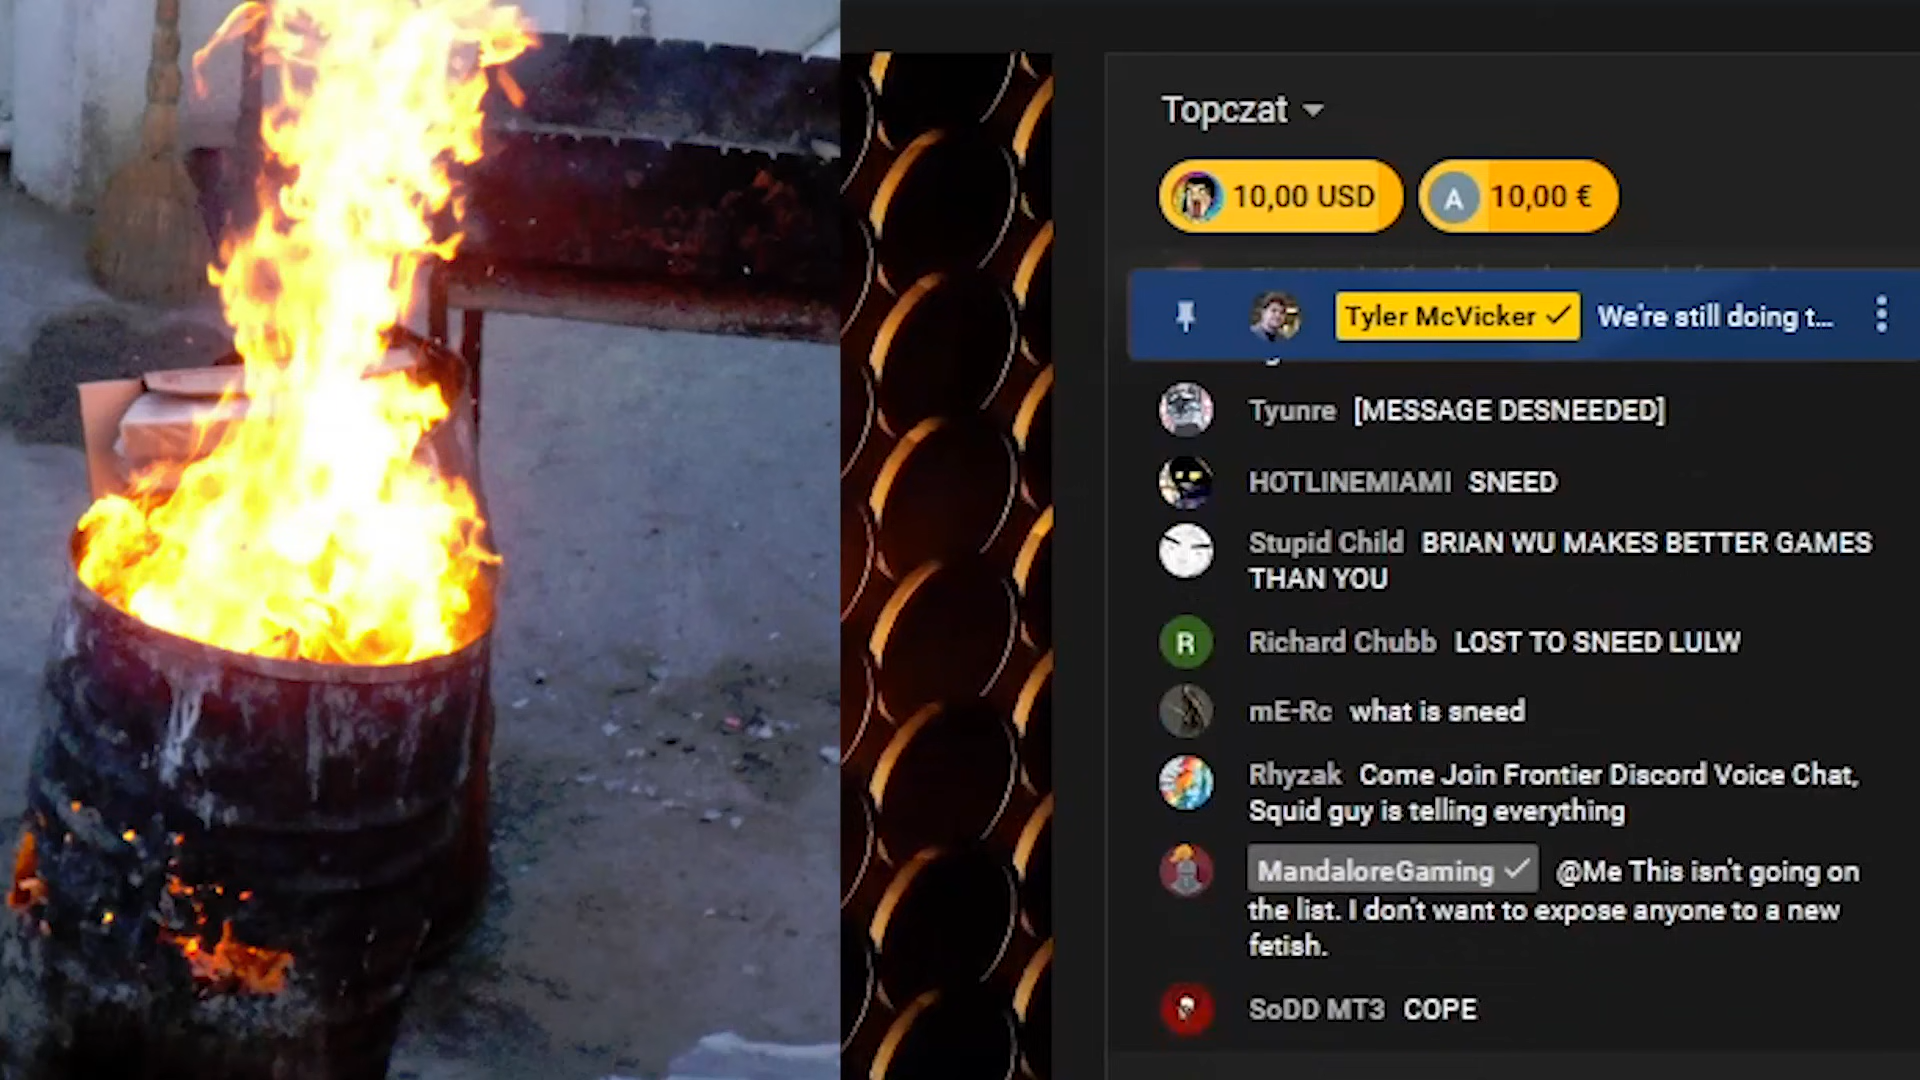 Topczat
10,00 USD
A 10,00 €
Tyler McVicker We're still doing t...
Tyunre [MESSAGE DESNEEDED]
HOTLINEMIAMI SNEED
Stupid Child BRIAN WU MAKES BETTER GAMES
THAN YOU
R Richard Chubb LOST TO SNEED LULW
mE-Rc what is sneed
Rhyzak Come Join Frontier Discord Voice Chat,
Squid guy is telling everything
MandaloreGaming @Me This isn't going on
the list. I don't want to expose anyone to a new
fetish.
SoDD MT3 COPE